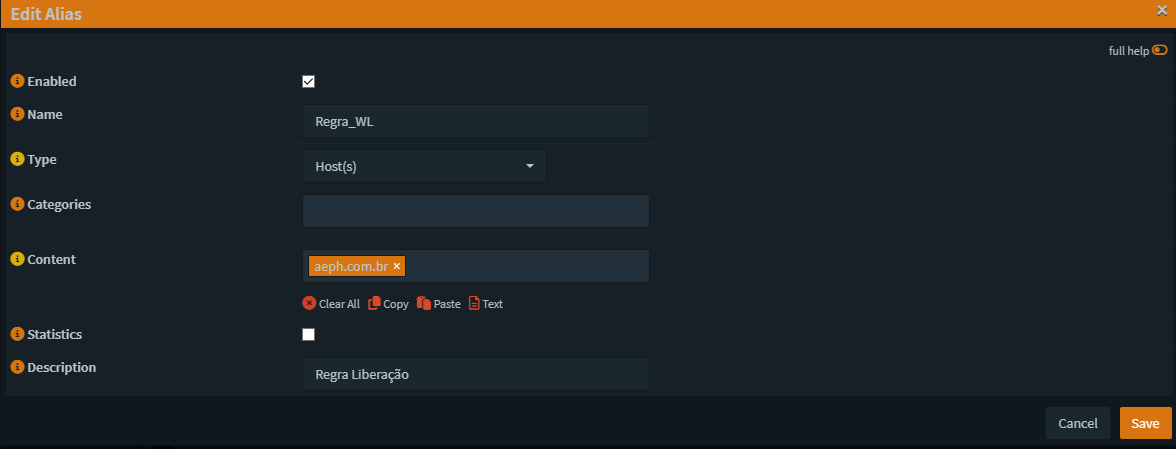 Edit Alias
full help
Enabled
Name
Regra_WL
Type
Host(s)
Categories
Content
aeph.com.br ×
Clear All Copy Paste Text
Statistics
Description
Regra Liberação
Cancel Save